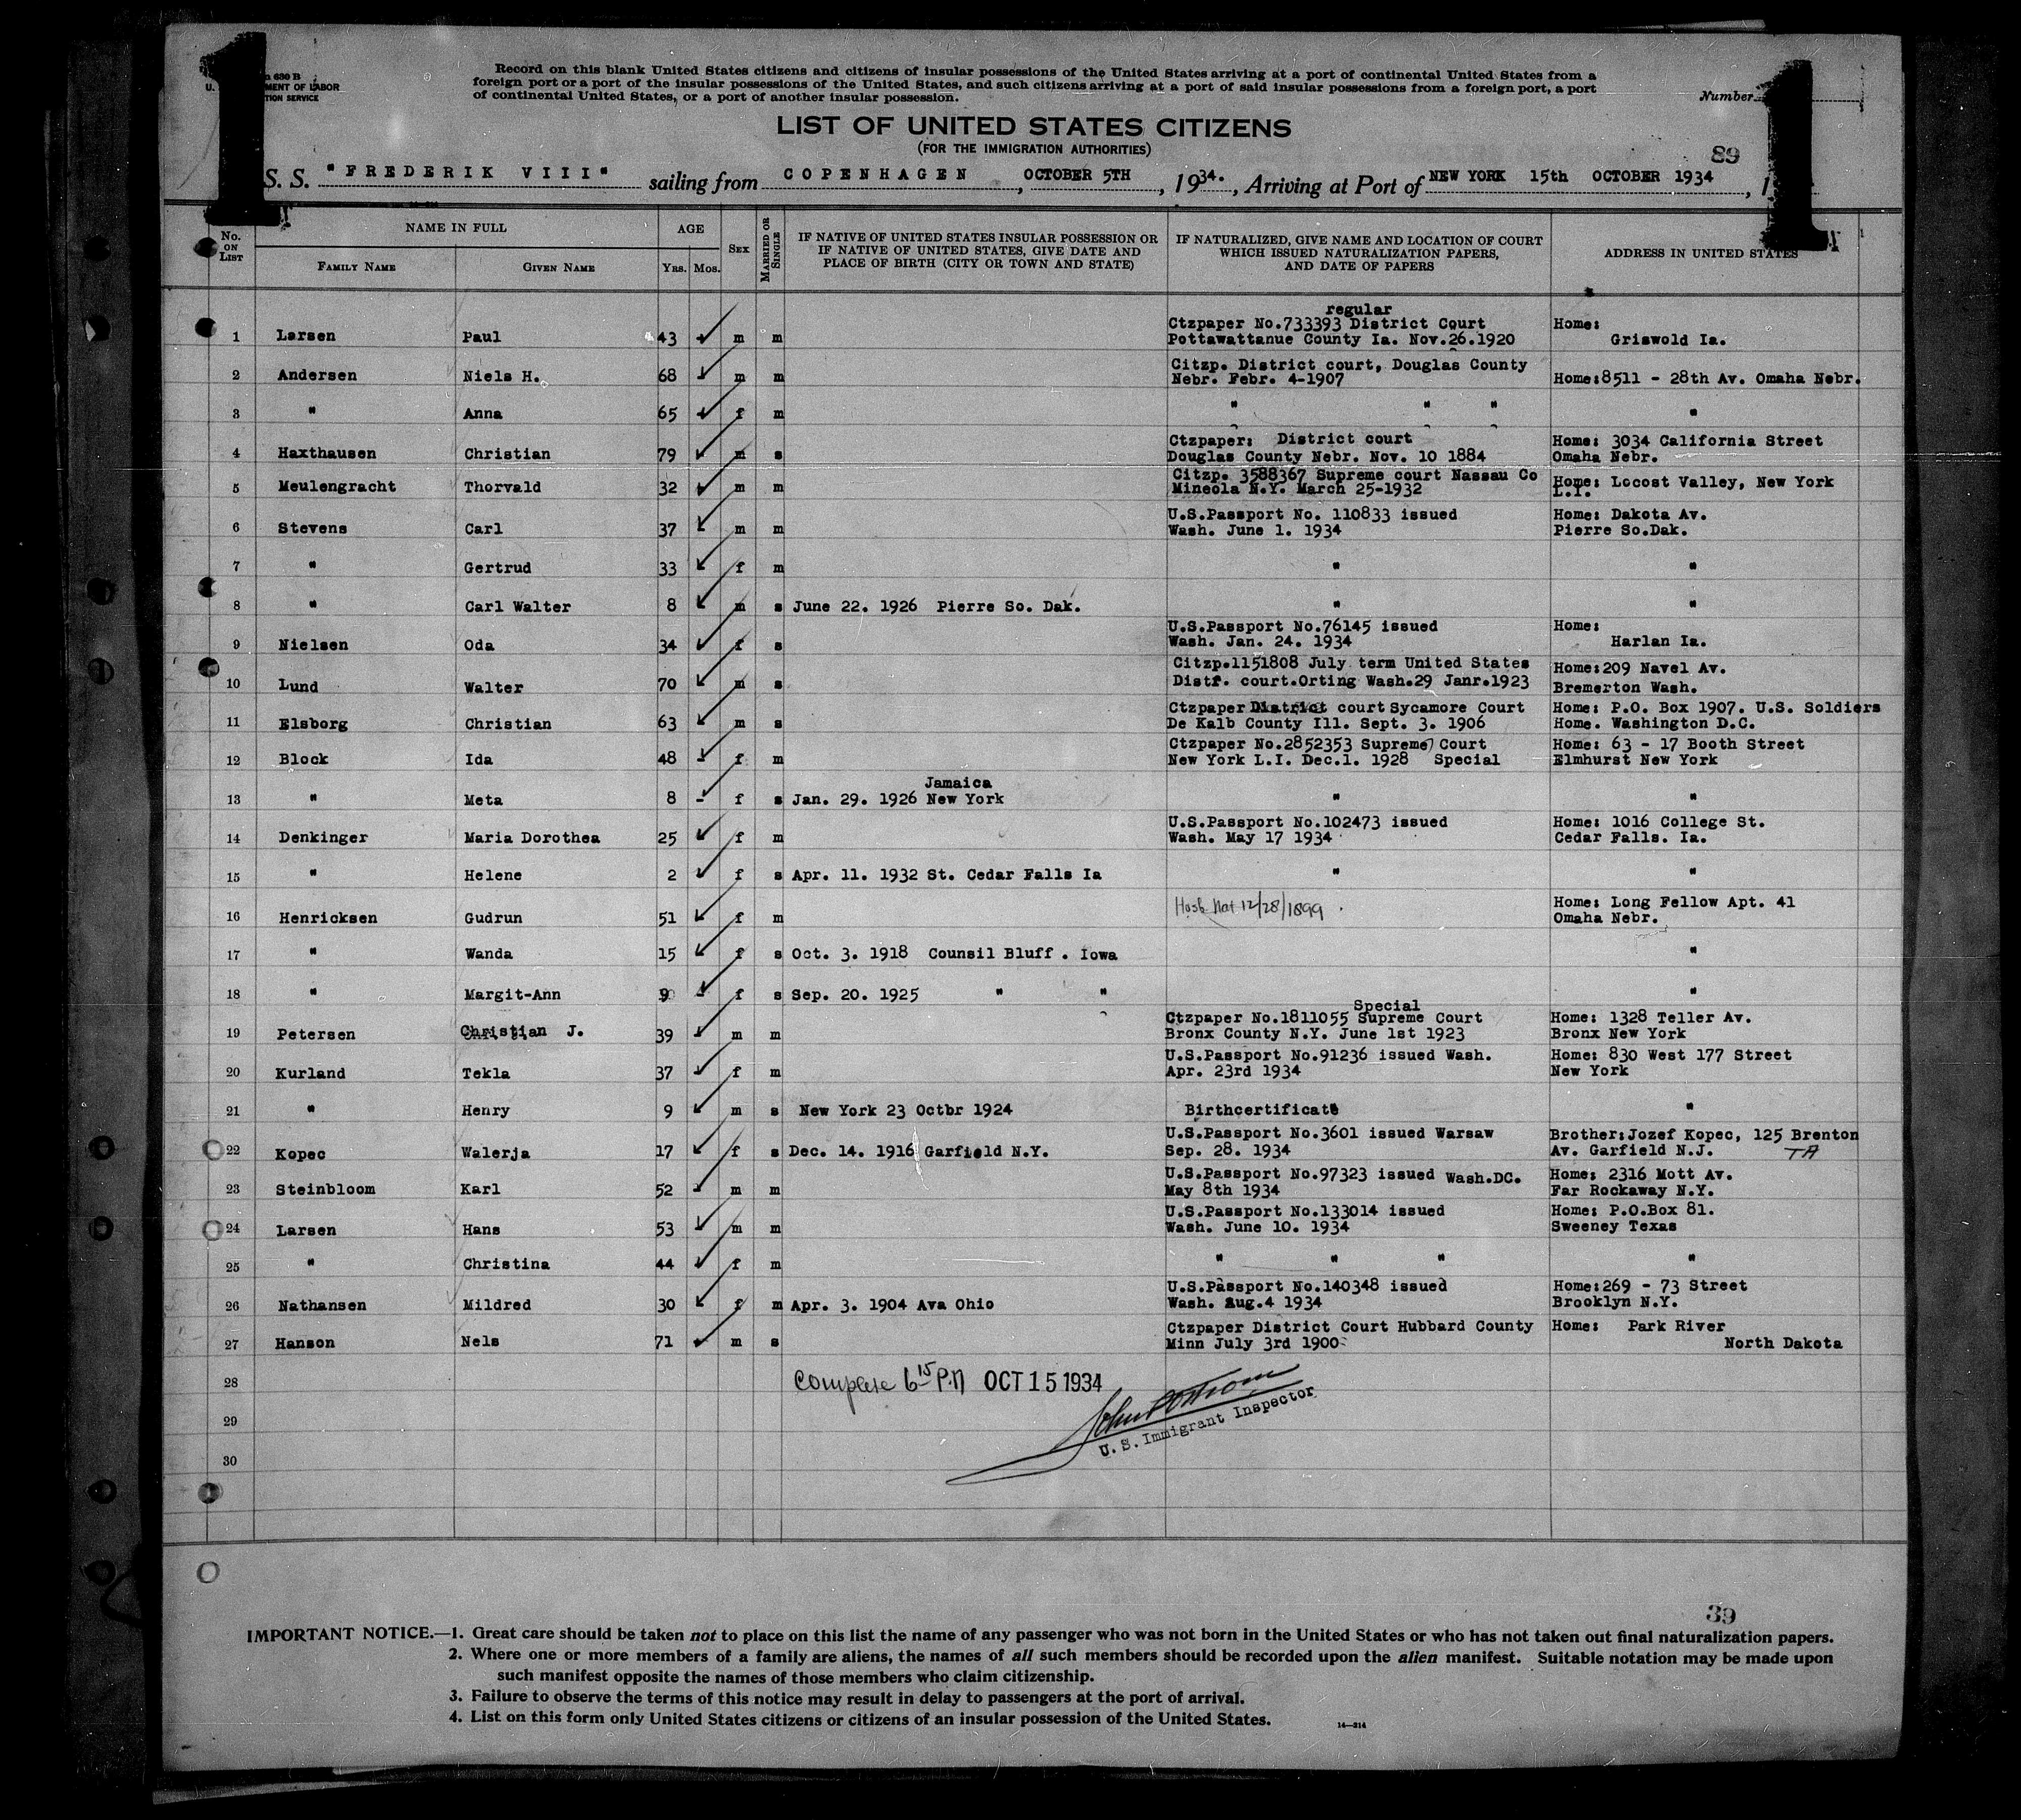 1
1
o 630 B
U.
MENT OF LABOR
TION SERVICE
Record on this blank United States citizens and citizens of insular possessions of the United States arriving at a port of continental United States from a
foreign port or a port of the insular possessions of the United States, and such citizens arriving at a port of said insular possessions from a foreign port, a port
of continental United States, or a port of another insular possession.
Number
LIST OF UNITED STATES CITIZENS
(FOR THE IMMIGRATION AUTHORITIES)
89
S. S. "FREDERIK VIII" sailing from COPENHAGEN, OCTOBER 5TH, 1934., Arriving at Port of NEW YORK 15th OCTOBER 1934, 1
No. ON LIST
NAME IN FULL
FAMILY NAME
GIVEN NAME
AGE
YRS. MOS.
SEX
MARRIED OR SINGLE
IF NATIVE OF UNITED STATES INSULAR POSSESSION OR
IF NATIVE OF UNITED STATES, GIVE DATE AND
PLACE OF BIRTH (CITY OR TOWN AND STATE)
IF NATURALIZED, GIVE NAME AND LOCATION OF COURT
WHICH ISSUED NATURALIZATION PAPERS,
AND DATE OF PAPERS
ADDRESS IN UNITED STATES
regular
Ctzpaper No.733393 District Court Home:
1 Larsen Paul 43 m m Pottawattanue County Ia. Nov.26.1920 Griswold Ia.
Citzp. District court, Douglas County
2 Andersen Niels H. 68 m m Nebr. Febr. 4-1907 Home:8511 - 28th Av. Omaha Nebr.
3 " Anna 65 f m " " " "
Ctzpaper: District court Home: 3034 California Street
4 Haxthausen Christian 79 m s Douglas County Nebr. Nov. 10 1884 Omaha Nebr.
Citzp. 3588367 Supreme court Nassau Co Home: Locost Valley, New York
5 Meulengracht Thorvald 32 m m Mineola N.Y. March 25-1932 L.I.
U.S.Passport No. 110833 issued Home: Dakota Av.
6 Stevens Carl 37 m m Wash. June 1. 1934 Pierre So.Dak.
7 " Gertrud 33 f m " "
8 " Carl Walter 8 m s June 22. 1926 Pierre So. Dak. " "
U.S.Passport No.76145 issued Home:
9 Nielsen Oda 34 f s Wash. Jan. 24. 1934 Harlan Ia.
Citzp.1151808 July term United States Home:209 Navel Av.
10 Lund Walter 70 m s Distr. court.Orting Wash.29 Janr.1923 Bremerton Wash.
Ctzpaper District court Sycamore Court Home: P.O. Box 1907. U.S. Soldiers
11 Elsborg Christian 63 m s De Kalb County Ill. Sept. 3. 1906 Home. Washington D.C.
Ctzpaper No.2852353 Supreme Court Home: 63 - 17 Booth Street
12 Block Ida 48 f m New York L.I. Dec.1. 1928 Special Elmhurst New York
Jamaica
13 " Meta 8 - f s Jan. 29. 1926 New York " "
U.S.Passport No.102473 issued Home: 1016 College St.
14 Denkinger Maria Dorothea 25 f m Wash. May 17 1934 Cedar Falls. Ia.
15 " Helene 2 f s Apr. 11. 1932 St. Cedar Falls Ia " "
Husb Nat 12/28/1899 Home: Long Fellow Apt. 41
16 Henricksen Gudrun 51 f m Omaha Nebr.
17 " Wanda 15 f s Oct. 3. 1918 Counsil Bluff . Iowa "
18 " Margit-Ann 9 f s Sep. 20. 1925 " " "
Special
Ctzpaper No.1811055 Supreme Court Home: 1328 Teller Av.
19 Petersen Christian J. 39 m m Bronx County N.Y. June 1st 1923 Bronx New York
U.S.Passport No.91236 issued Wash. Home: 830 West 177 Street
20 Kurland Tekla 37 f m Apr. 23rd 1934 New York
21 " Henry 9 m s New York 23 Octbr 1924 Birthcertificate "
U.S.Passport No.3601 issued Warsaw Brother:Jozef Kopec, 125 Brenton
22 Kopec Walerja 17 f s Dec. 14. 1916 Garfield N.Y. Sep. 28. 1934 Av. Garfield N.J. TA
U.S.Passport No.97323 issued Wash.DC. Home: 2316 Mott Av.
23 Steinbloom Karl 52 m m May 8th 1934 Far Rockaway N.Y.
U.S.Passport No.133014 issued Home: P.O.Box 81.
24 Larsen Hans 53 m m Wash. June 10. 1934 Sweeney Texas
25 " Christina 44 f m " " " "
U.S.Passport No.140348 issued Home:269 - 73 Street
26 Nathansen Mildred 30 f m Apr. 3. 1904 Ava Ohio Wash. Aug.4 1934 Brooklyn N.Y.
Ctzpaper District Court Hubbard County Home: Park River
27 Hanson Nels 71 m s Minn July 3rd 1900 North Dakota
28 Complete 6 15 P.M OCT 15 1934
29
U. S. Immigrant Inspector
30
39
IMPORTANT NOTICE.—1. Great care should be taken not to place on this list the name of any passenger who was not born in the United States or who has not taken out final naturalization papers.
2. Where one or more members of a family are aliens, the names of all such members should be recorded upon the alien manifest. Suitable notation may be made upon
such manifest opposite the names of those members who claim citizenship.
3. Failure to observe the terms of this notice may result in delay to passengers at the port of arrival.
4. List on this form only United States citizens or citizens of an insular possession of the United States.
14—214